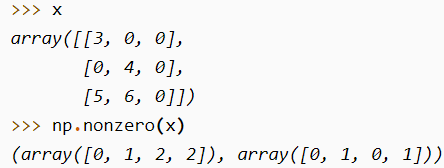 >>> x
array([[3, 0, 0],
       [0, 4, 0],
       [5, 6, 0]])
>>> np.nonzero(x)
(array([0, 1, 2, 2]), array([0, 1, 0, 1]))